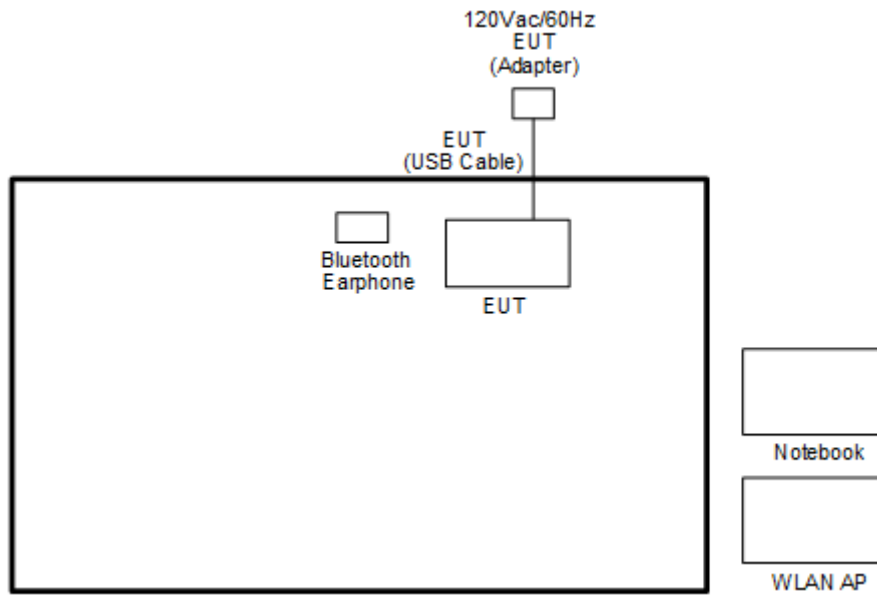 120Vac/60Hz
EUT
(Adapter)
EUT
(USB Cable)
Bluetooth
Earphone
EUT
Notebook
WLAN AP